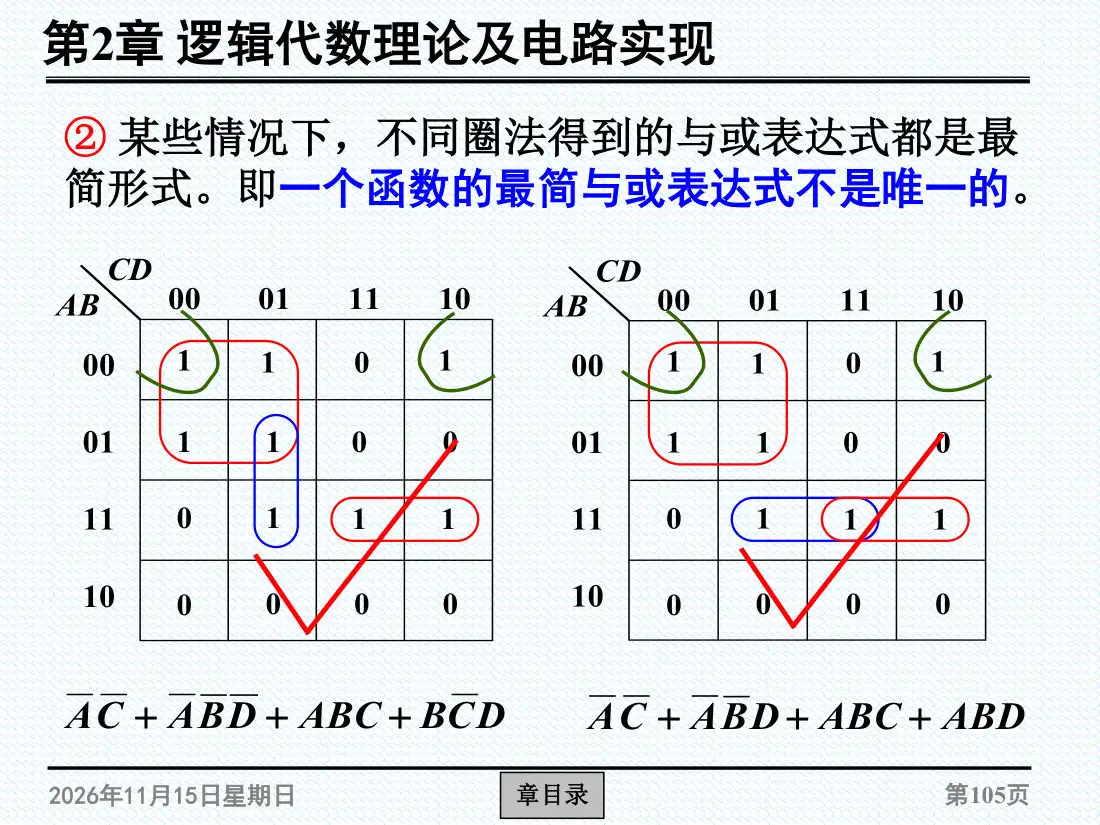 第2章 逻辑代数理论及电路实现
② 某些情况下，不同圈法得到的与或表达式都是最
简形式。即一个函数的最简与或表达式不是唯一的。
CD
AB 00 01 11 10
00 1 1 0 1
01 1 1 0 0
11 0 1 1 1
10 0 0 0 0
A̅ C̅ + A̅ B̅ D̅ + ABC + BC̅D
CD
AB 00 01 11 10
00 1 1 0 1
01 1 1 0 0
11 0 1 1 1
10 0 0 0 0
A̅ C̅ + A̅ B̅ D + ABC + ABD
2026年11月15日星期日 章目录 第105页